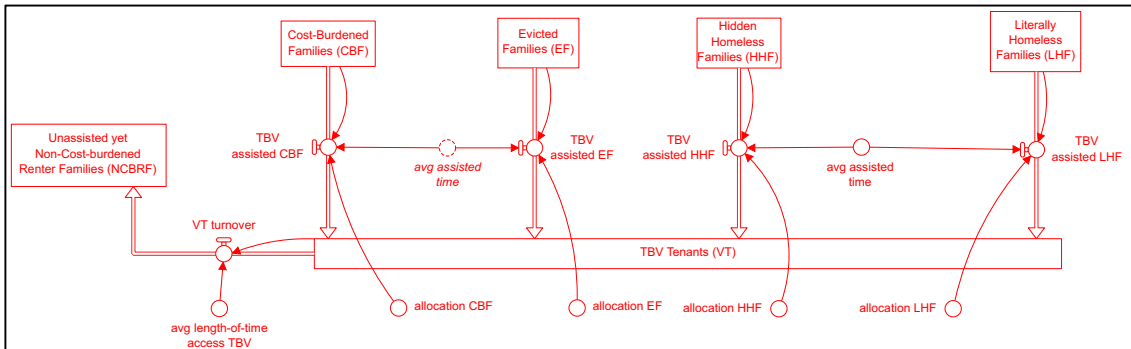 Cost-Burdened
Families (CBF)
Evicted
Families (EF)
Hidden
Homeless
Families (HHF)
Literally
Homeless
Families (LHF)
Unassisted yet
Non-Cost-burdened
Renter Families (NCBRF)
TBV
assisted CBF
avg assisted
time
TBV
assisted EF
TBV
assisted HHF
avg assisted
time
TBV
assisted LHF
VT turnover
TBV Tenants (VT)
avg length-of-time
access TBV
allocation CBF
allocation EF
allocation HHF
allocation LHF